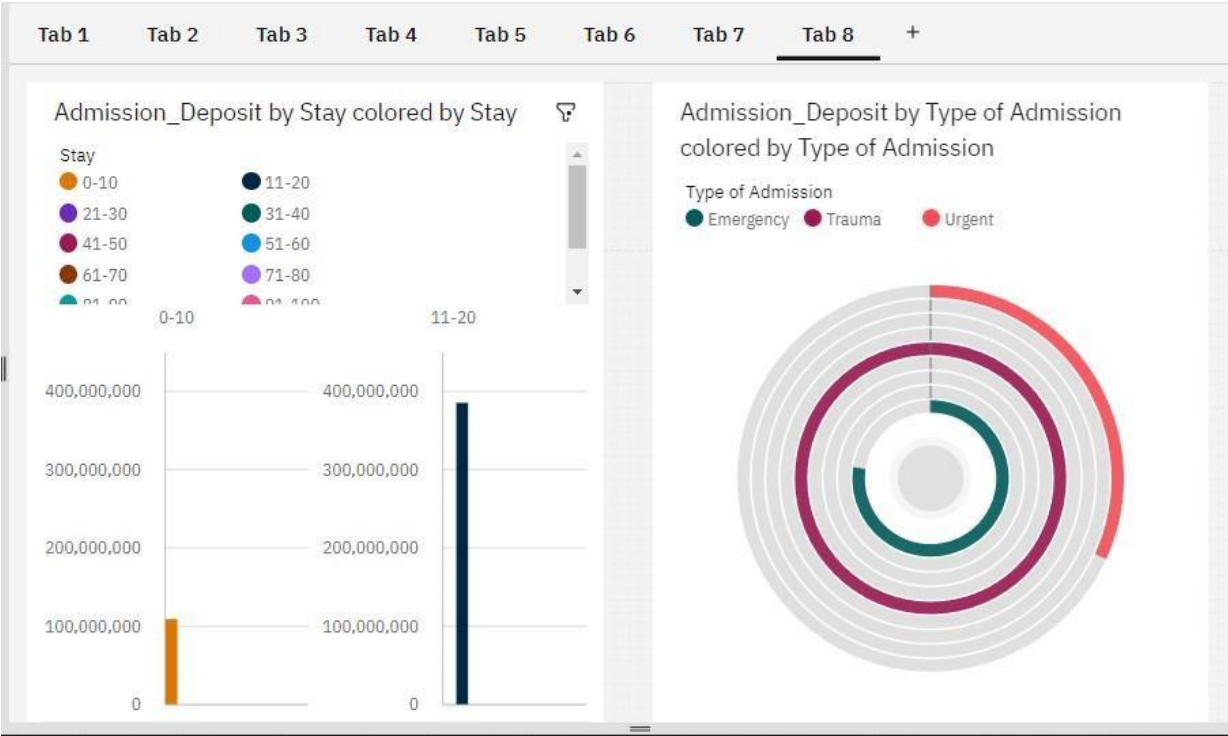 Tab 1 Tab 2 Tab 3 Tab 4 Tab 5 Tab 6 Tab 7 Tab 8 +
Admission_Deposit by Stay colored by Stay
Stay
0-10 11-20
21-30 31-40
41-50 51-60
61-70 71-80
0-10 11-20
400,000,000 400,000,000
300,000,000 300,000,000
200,000,000 200,000,000
100,000,000 100,000,000
0 0
Admission_Deposit by Type of Admission
colored by Type of Admission
Type of Admission
Emergency Trauma Urgent